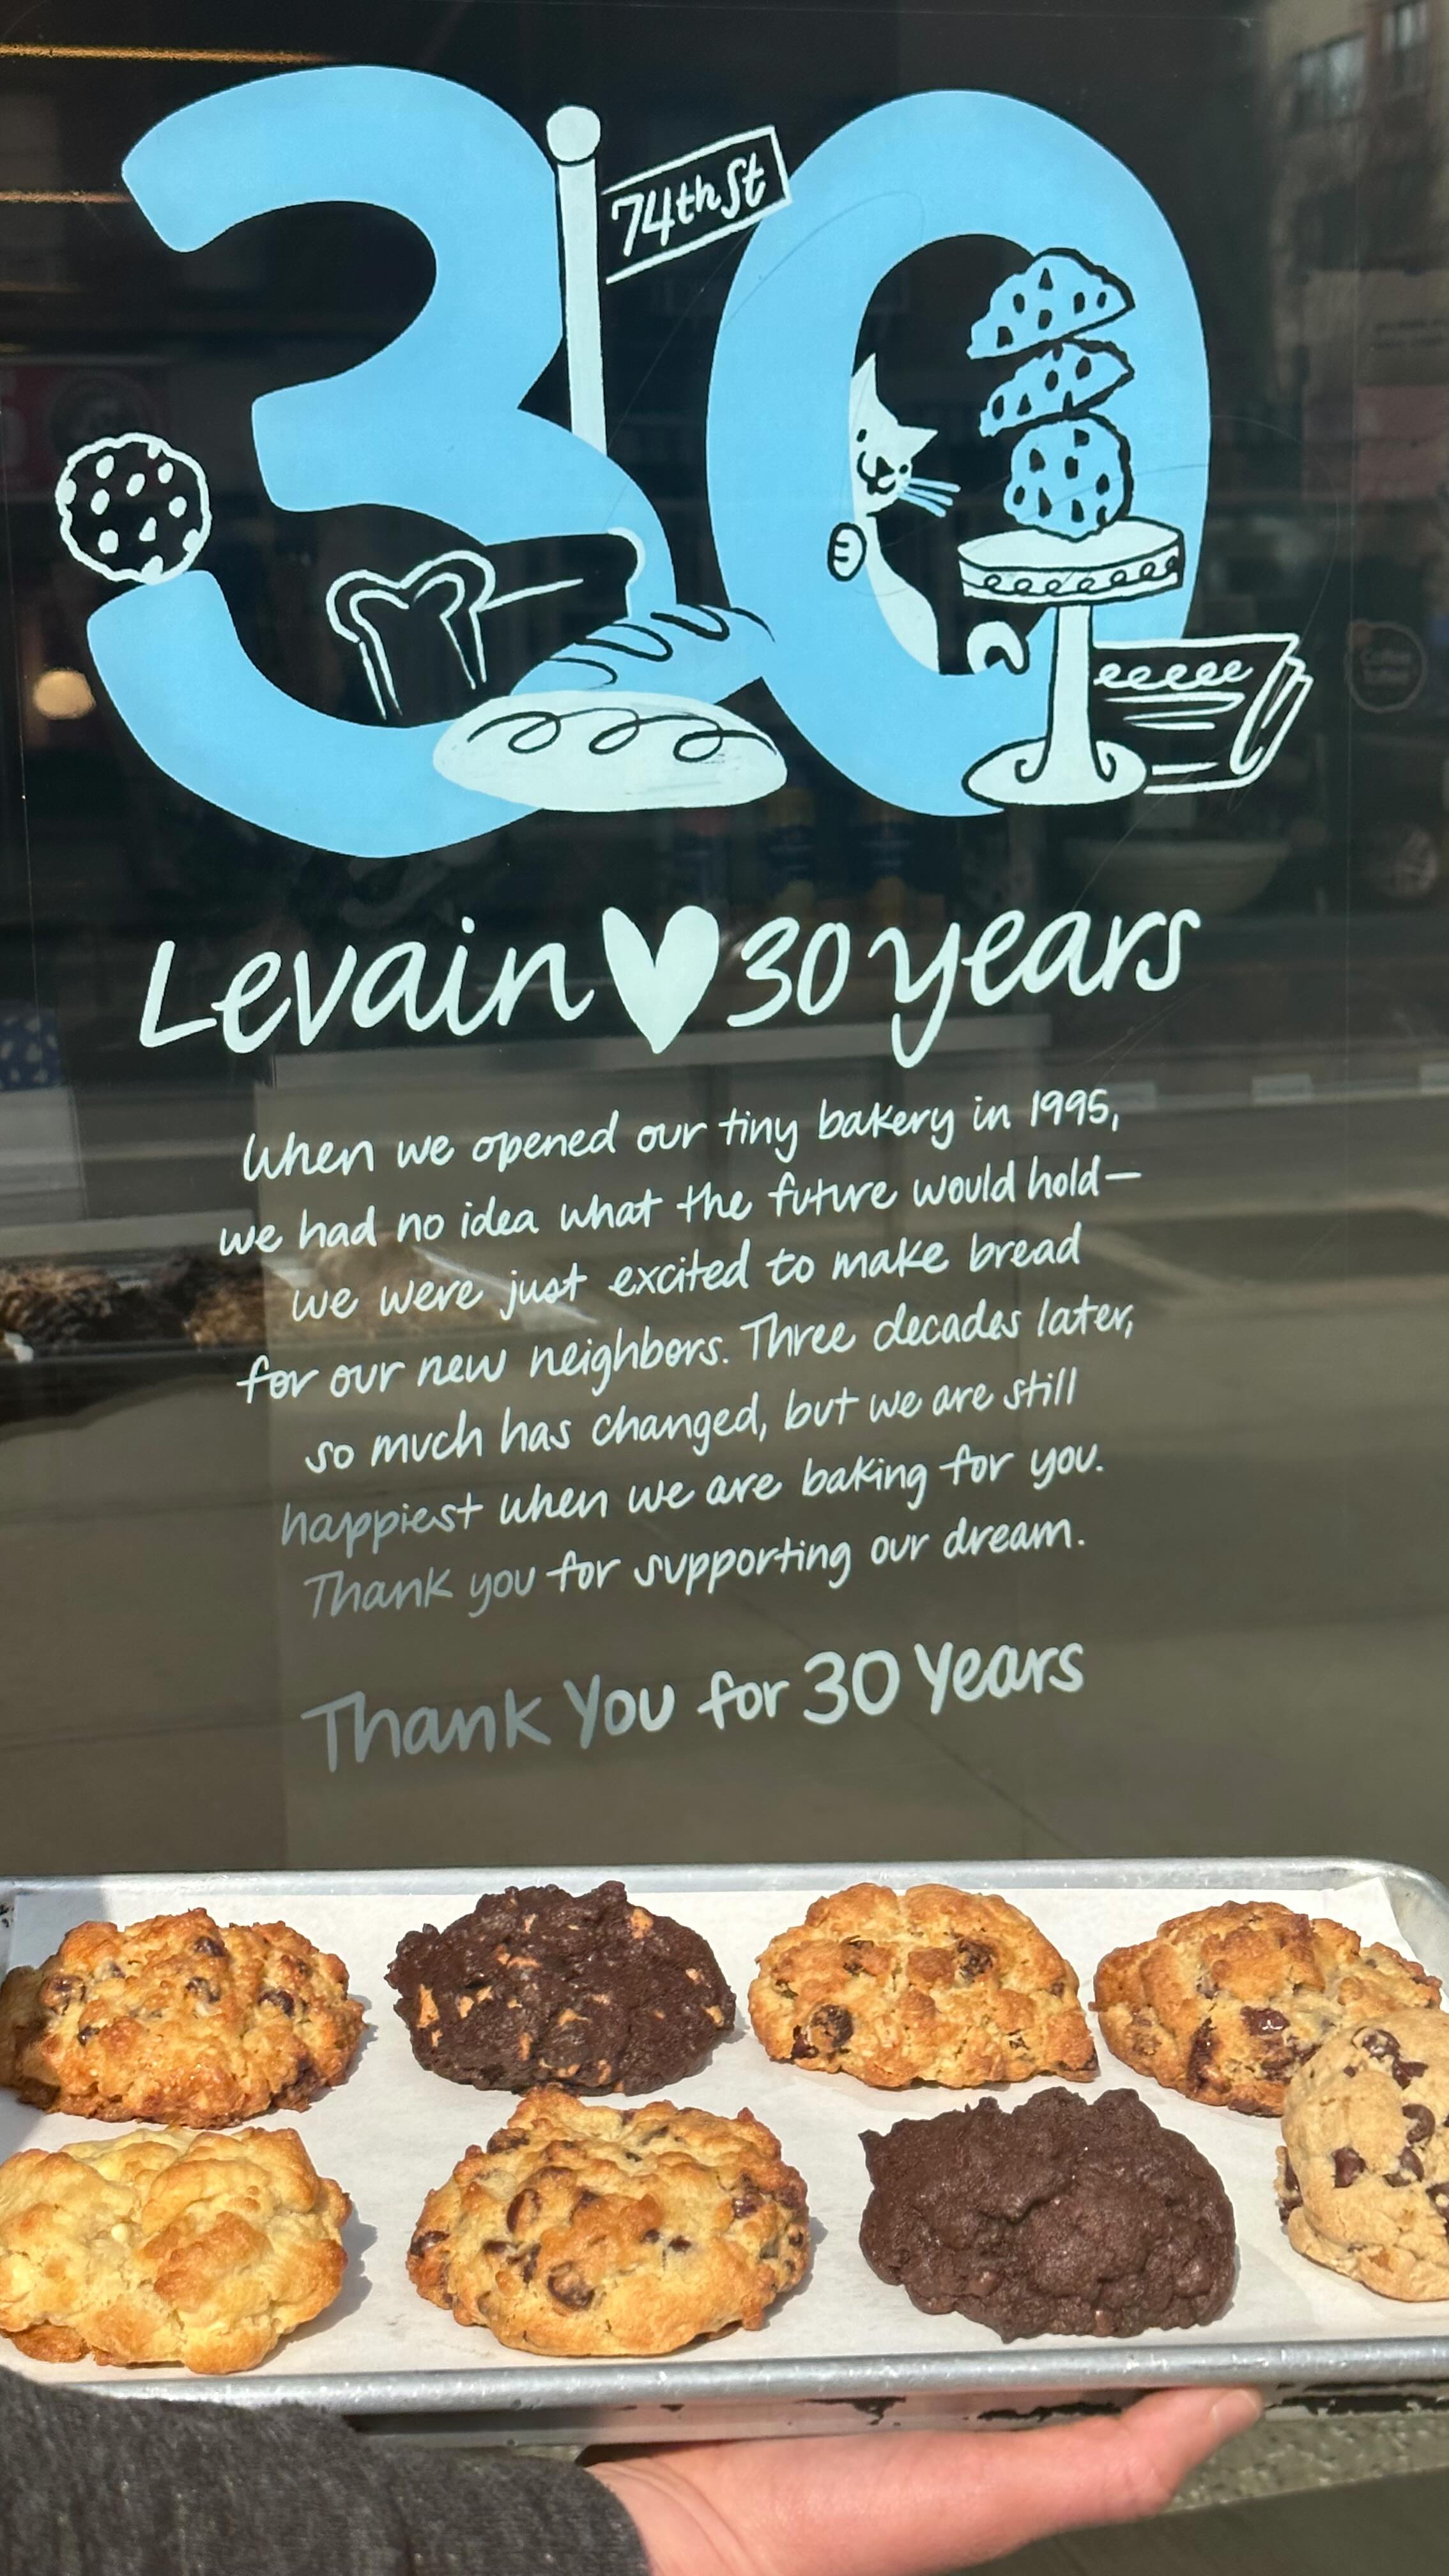 30
74th St
Levain ♥ 30 years
When we opened our tiny bakery in 1995,
we had no idea what the future would hold—
we were just excited to make bread
for our new neighbors. Three decades later,
so much has changed, but we are still
happiest when we are baking for you.
Thank you for supporting our dream.
Thank You for 30 Years